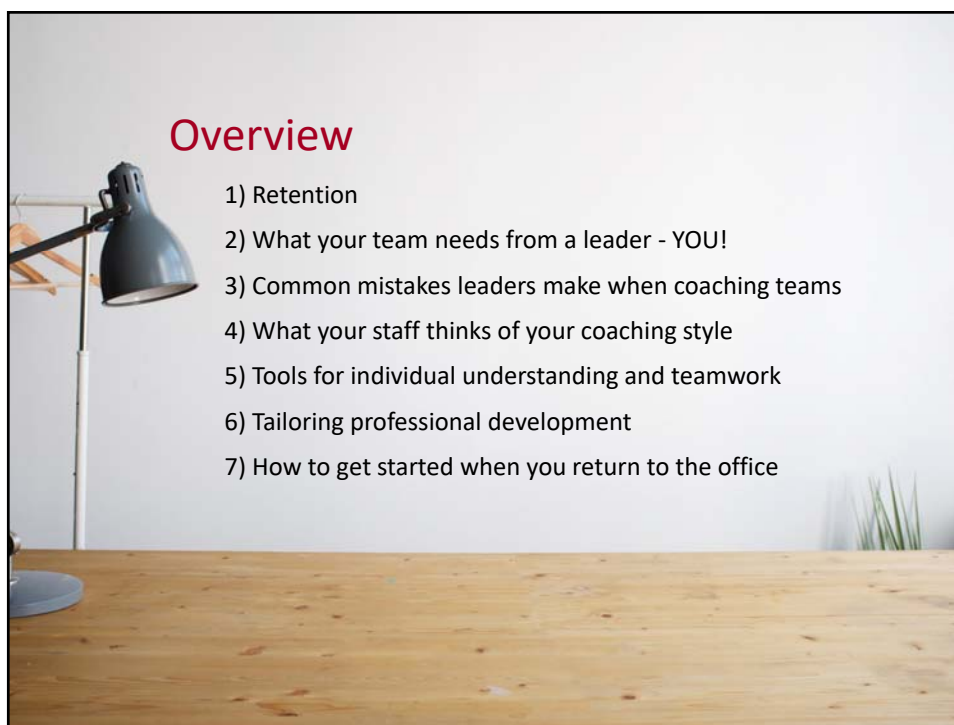 Overview
1) Retention
2) What your team needs from a leader - YOU!
3) Common mistakes leaders make when coaching teams
4) What your staff thinks of your coaching style
5) Tools for individual understanding and teamwork
6) Tailoring professional development
7) How to get started when you return to the office